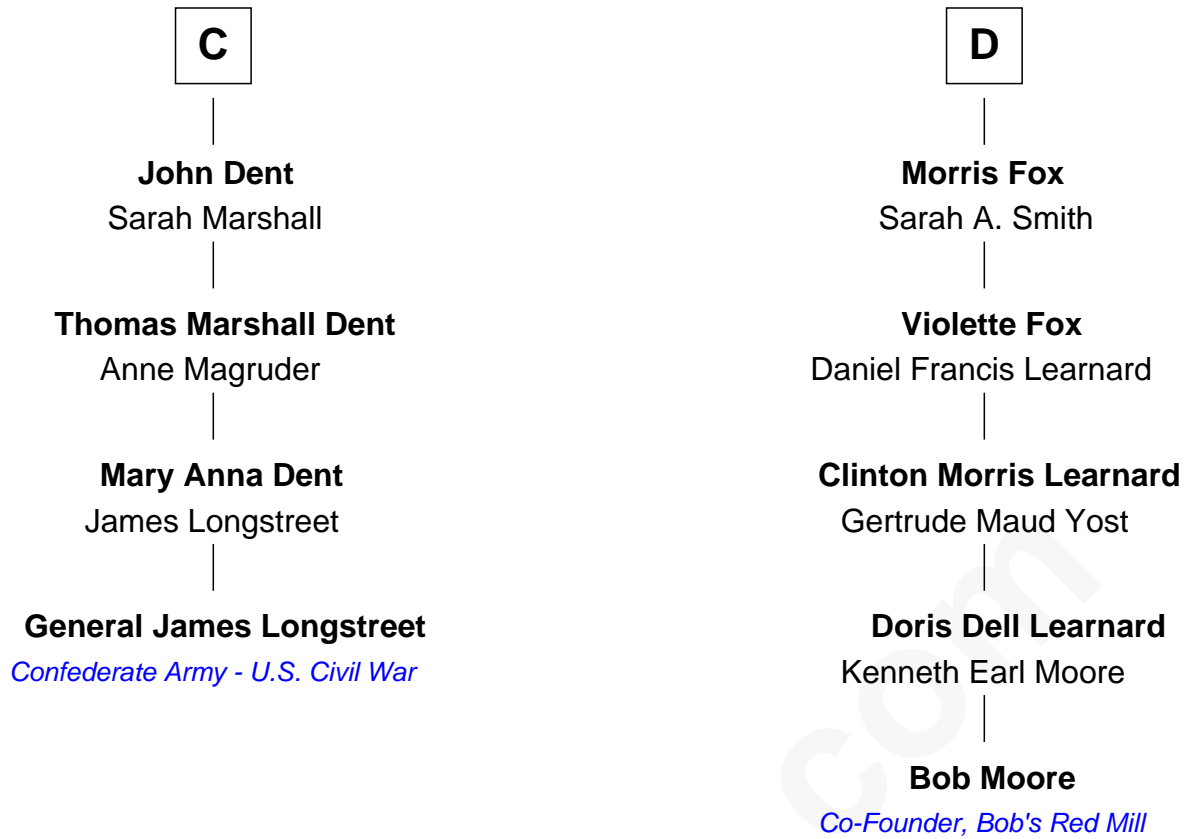 C
John Dent
Sarah Marshall
Thomas Marshall Dent
Anne Magruder
Mary Anna Dent
James Longstreet
General James Longstreet
Confederate Army - U.S. Civil War
D
Morris Fox
Sarah A. Smith
Violette Fox
Daniel Francis Learnard
Clinton Morris Learnard
Gertrude Maud Yost
Doris Dell Learnard
Kenneth Earl Moore
Bob Moore
Co-Founder, Bob's Red Mill
com